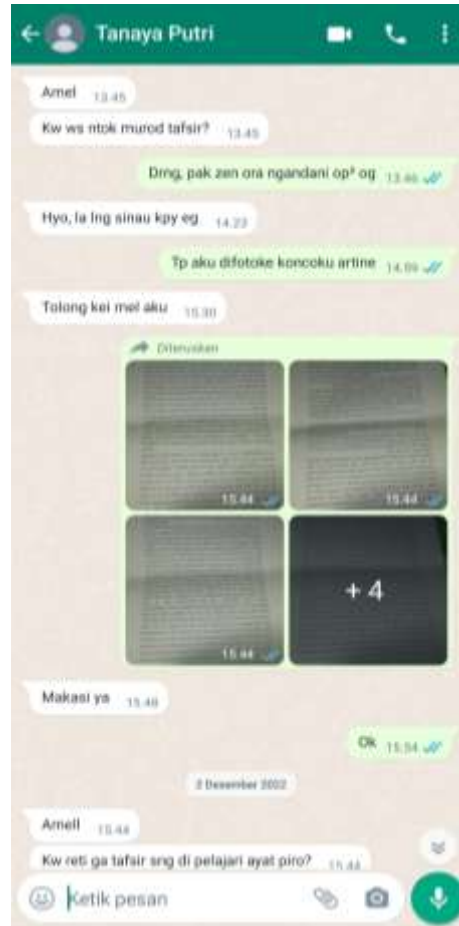 Tanaya Putri
Amel 13.45
Kw ws ntok murod tafsir? 13.45
Drng, pak zen ora ngandani op² og 13.46
Hyo, la lng sinau kpy eg 14.23
Tp aku difotoke koncoku artine 14.59
Tolong kei mel aku 15.30
Diteruskan
15.44
15.44
15.44
+ 4
Makasi ya 15.46
Ok 15.54
2 Desember 2022
Amell 15.44
Kw reti ga tafsir sng di pelajari ayat piro? 15.44
Ketik pesan